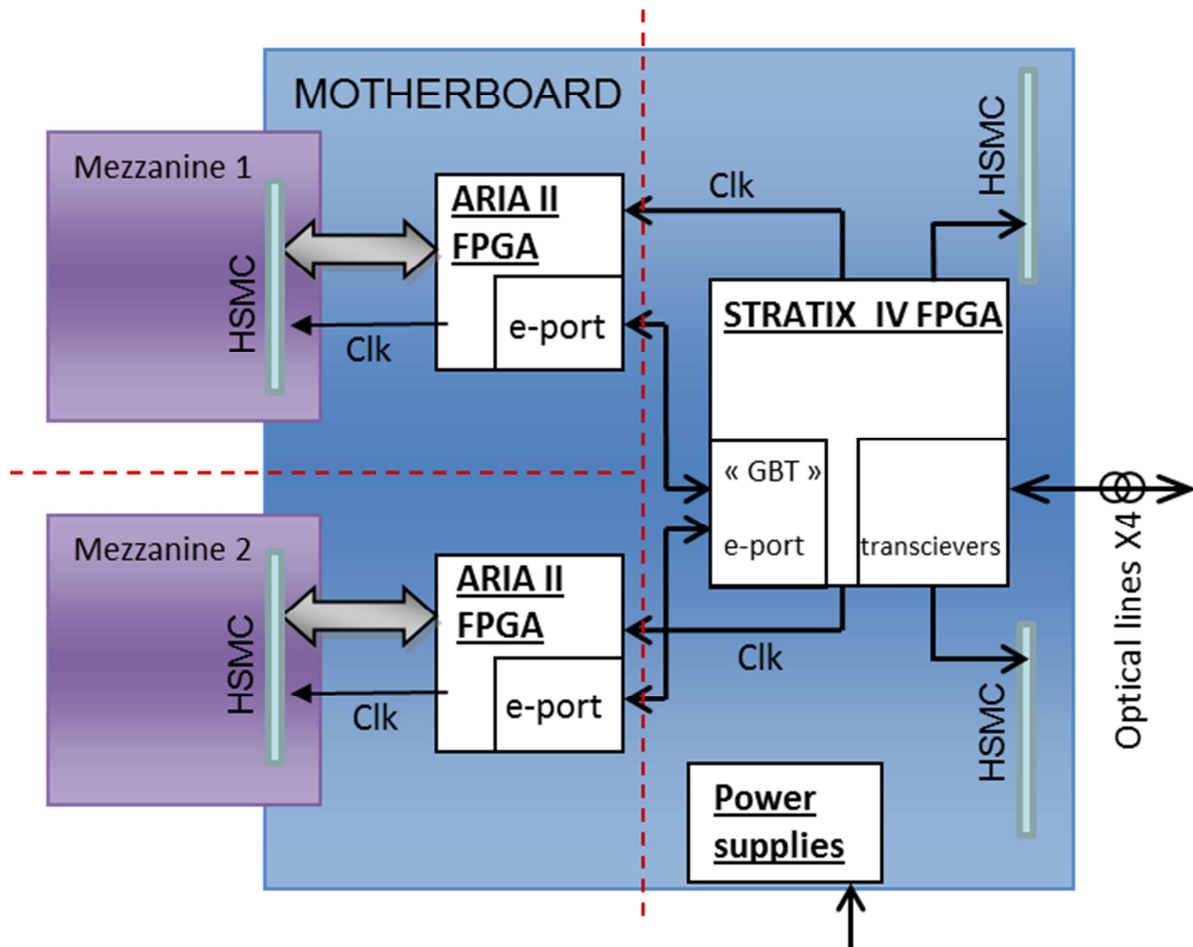 MOTHERBOARD
Mezzanine 1
HSMC
Clk
ARIA II
FPGA
e-port
Clk
HSMC
STRATIX IV FPGA
« GBT »
e-port
transcievers
Optical lines X4
Mezzanine 2
HSMC
Clk
ARIA II
FPGA
e-port
Clk
HSMC
Power
supplies